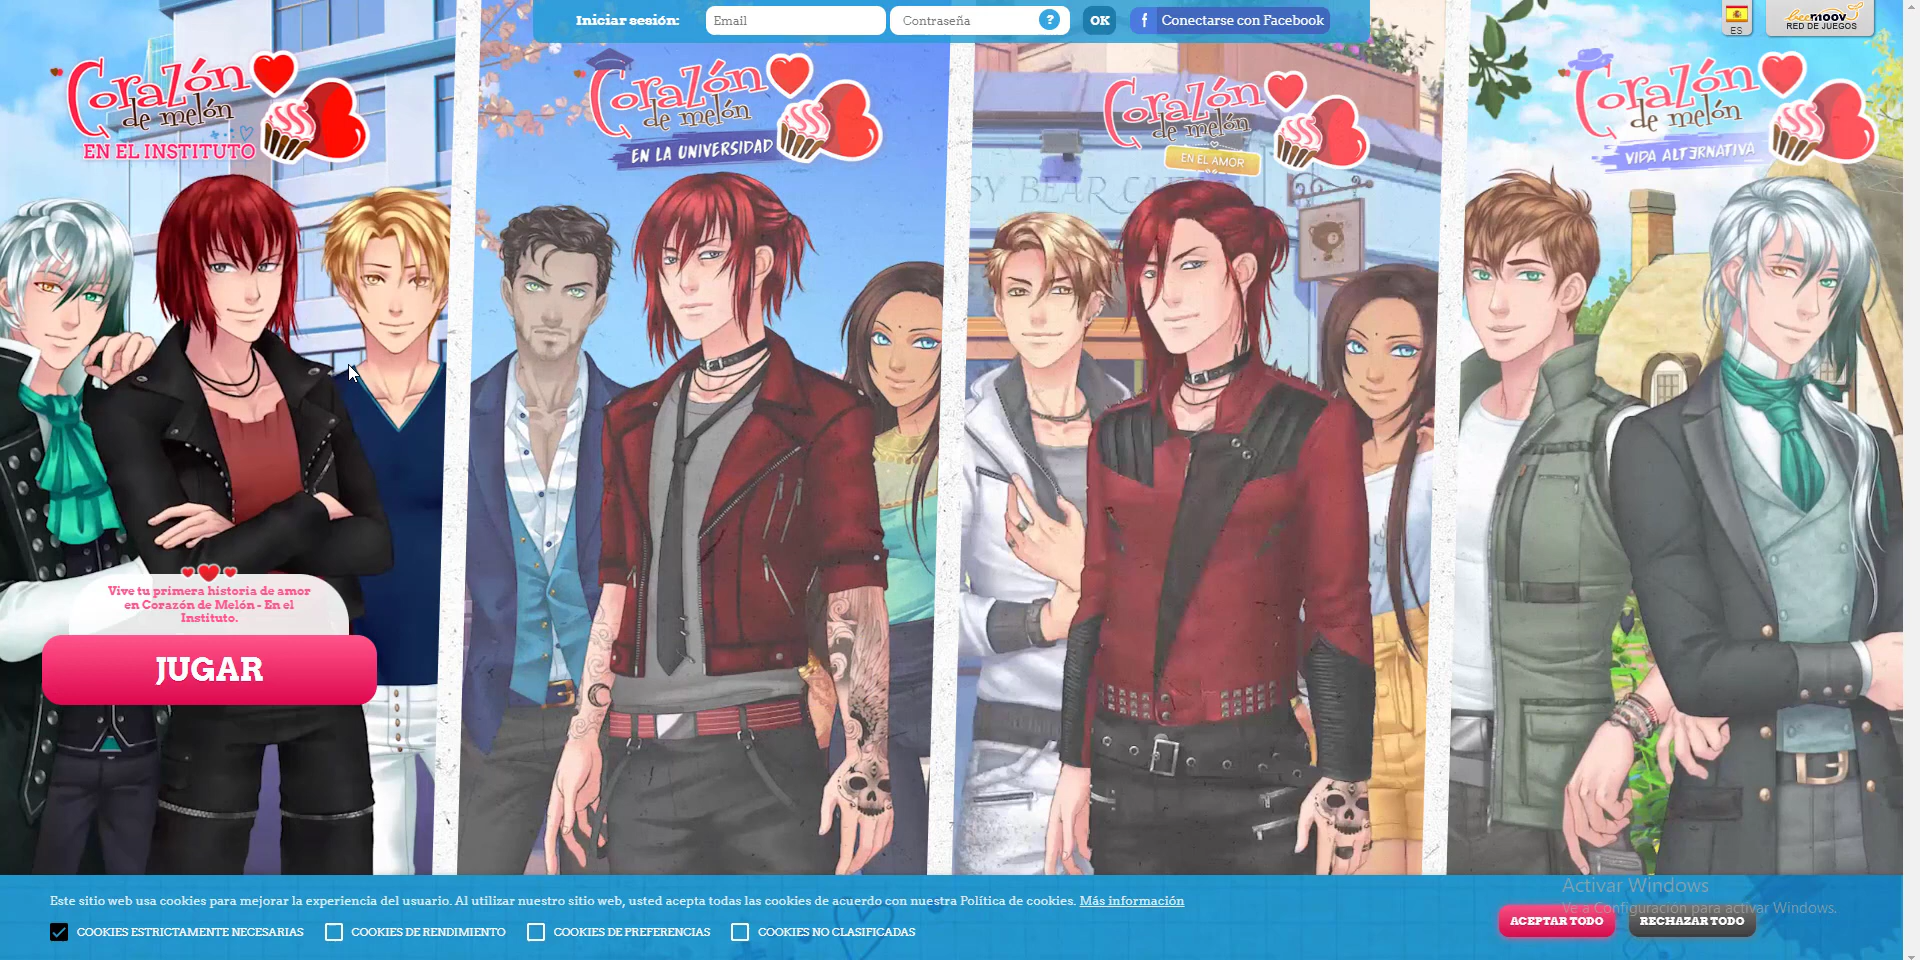 Iniciar sesión:
Email
Contraseña
?
OK
f
Conectarse con Facebook
ES
beemoov
RED DE JUEGOS
Corazón
de melón
EN EL INSTITUTO
Corazón
de melón
EN LA UNIVERSIDAD
Corazón
de melón
EN EL AMOR
Corazón
de melón
VIDA ALTERNATIVA
SY BEAR CA
Vive tu primera historia de amor
en Corazón de Melón - En el
Instituto.
JUGAR
Este sitio web usa cookies para mejorar la experiencia del usuario. Al utilizar nuestro sitio web, usted acepta todas las cookies de acuerdo con nuestra Política de cookies. Más información
COOKIES ESTRICTAMENTE NECESARIAS
COOKIES DE RENDIMIENTO
COOKIES DE PREFERENCIAS
COOKIES NO CLASIFICADAS
ACEPTAR TODO
RECHAZAR TODO
Activar Windows
Ve a Configuración para activar Windows.